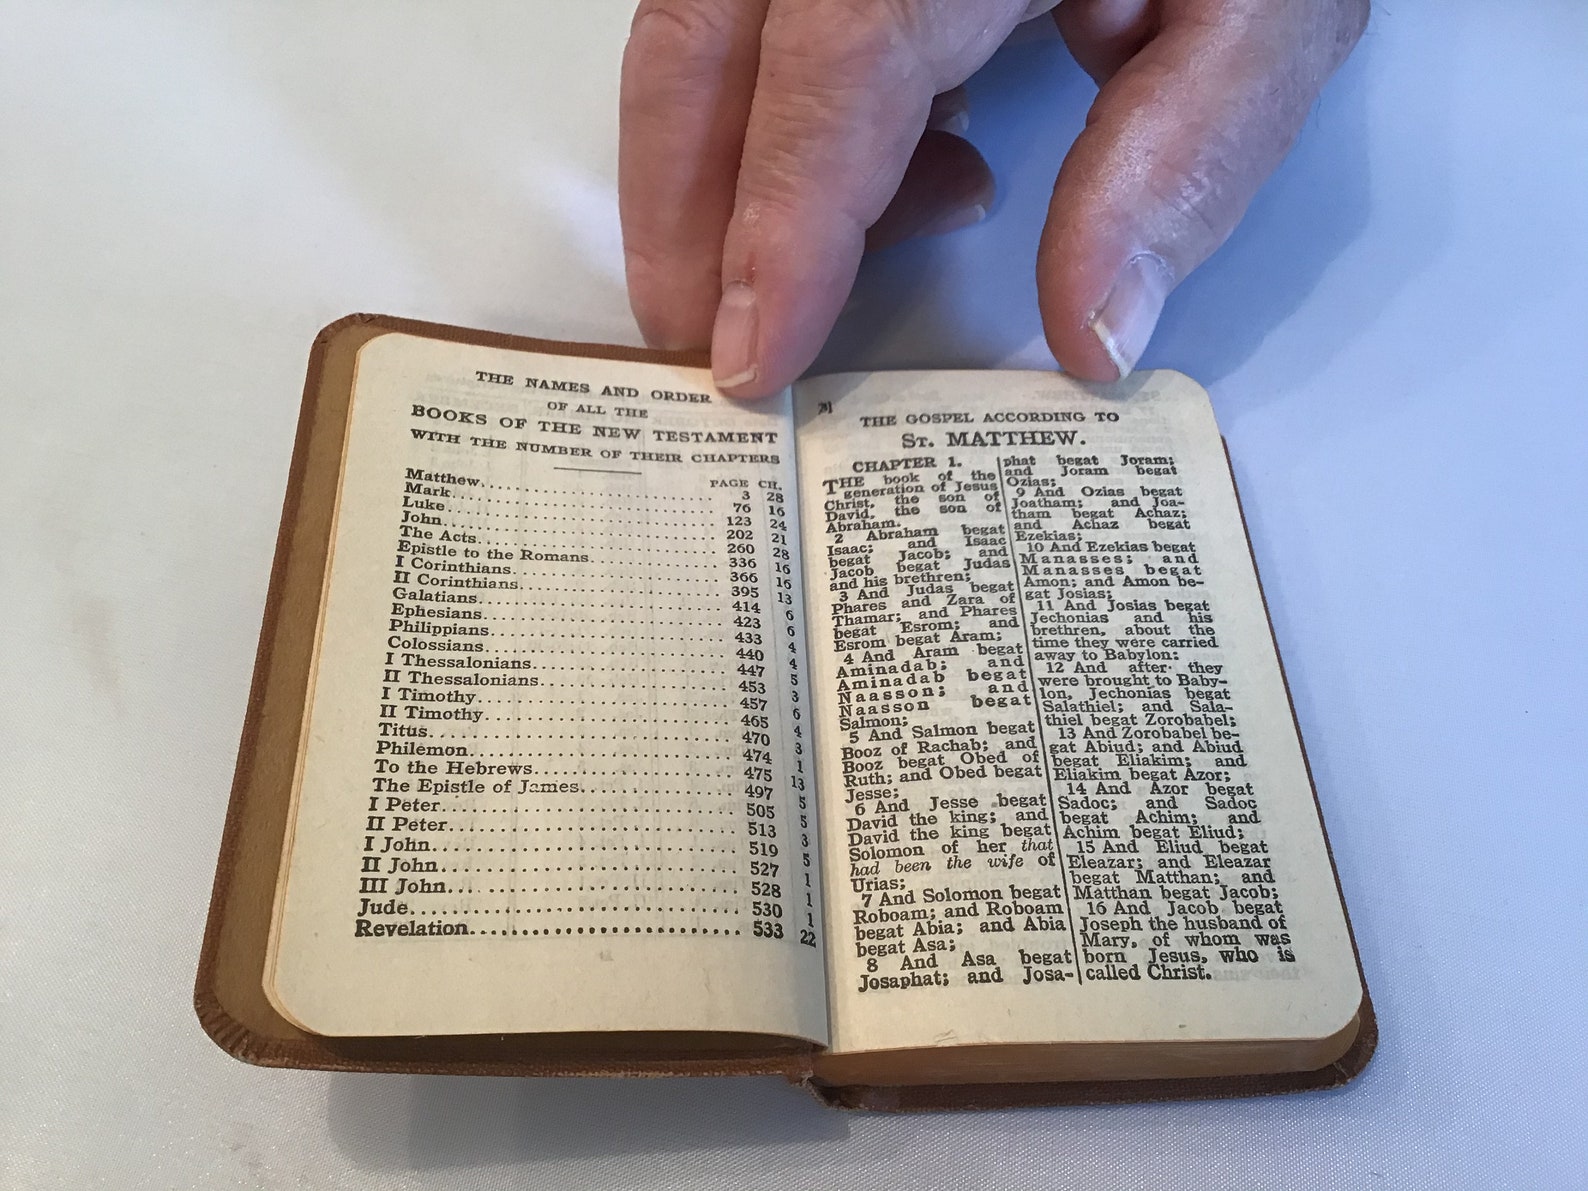 THE NAMES AND ORDER
OF ALL THE
BOOKS OF THE NEW TESTAMENT
WITH THE NUMBER OF THEIR CHAPTERS
PAGE CH.
Matthew 3 28
Mark 76 16
Luke 123 24
John 202 21
The Acts 260 28
Epistle to the Romans 336 16
I Corinthians 366 16
II Corinthians 395 13
Galatians 414 6
Ephesians 423 6
Philippians 433 4
Colossians 440 4
I Thessalonians 447 5
II Thessalonians 453 3
I Timothy 457 6
II Timothy 465 4
Titus 470 3
Philemon 474 1
To the Hebrews 475 13
The Epistle of James 497 5
I Peter 505 5
II Peter 513 3
I John 519 5
II John 527 1
III John 528 1
Jude 530 1
Revelation 533 22
THE GOSPEL ACCORDING TO
ST. MATTHEW.
CHAPTER 1.
THE book of the
generation of Jesus
Christ, the son of
David, the son of
Abraham.
2 Abraham begat
Isaac; and Isaac
begat Jacob; and
Jacob begat Judas
and his brethren;
3 And Judas begat
Phares and Zara of
Thamar; and Phares
begat Esrom; and
Esrom begat Aram;
4 And Aram begat
Aminadab; and
Aminadab begat
Naasson; and
Naasson begat
Salmon;
5 And Salmon begat
Booz of Rachab; and
Booz begat Obed of
Ruth; and Obed begat
Jesse;
6 And Jesse begat
David the king; and
David the king begat
Solomon of her that
had been the wife of
Urias;
7 And Solomon begat
Roboam; and Roboam
begat Abia; and Abia
begat Asa;
8 And Asa begat
Josaphat; and Josa-
phat begat Joram;
and Joram begat
Ozias;
9 And Ozias begat
Joatham; and Joa-
tham begat Achaz;
and Achaz begat
Ezekias;
10 And Ezekias begat
Manasses; and
Manasses begat
Amon; and Amon be-
gat Josias;
11 And Josias begat
Jechonias and his
brethren, about the
time they were carried
away to Babylon:
12 And after they
were brought to Baby-
lon, Jechonias begat
Salathiel; and Sala-
thiel begat Zorobabel;
13 And Zorobabel be-
gat Abiud; and Abiud
begat Eliakim; and
Eliakim begat Azor;
14 And Azor begat
Sadoc; and Sadoc
begat Achim; and
Achim begat Eliud;
15 And Eliud begat
Eleazar; and Eleazar
begat Matthan; and
Matthan begat Jacob;
16 And Jacob begat
Joseph the husband of
Mary, of whom was
born Jesus, who is
called Christ.